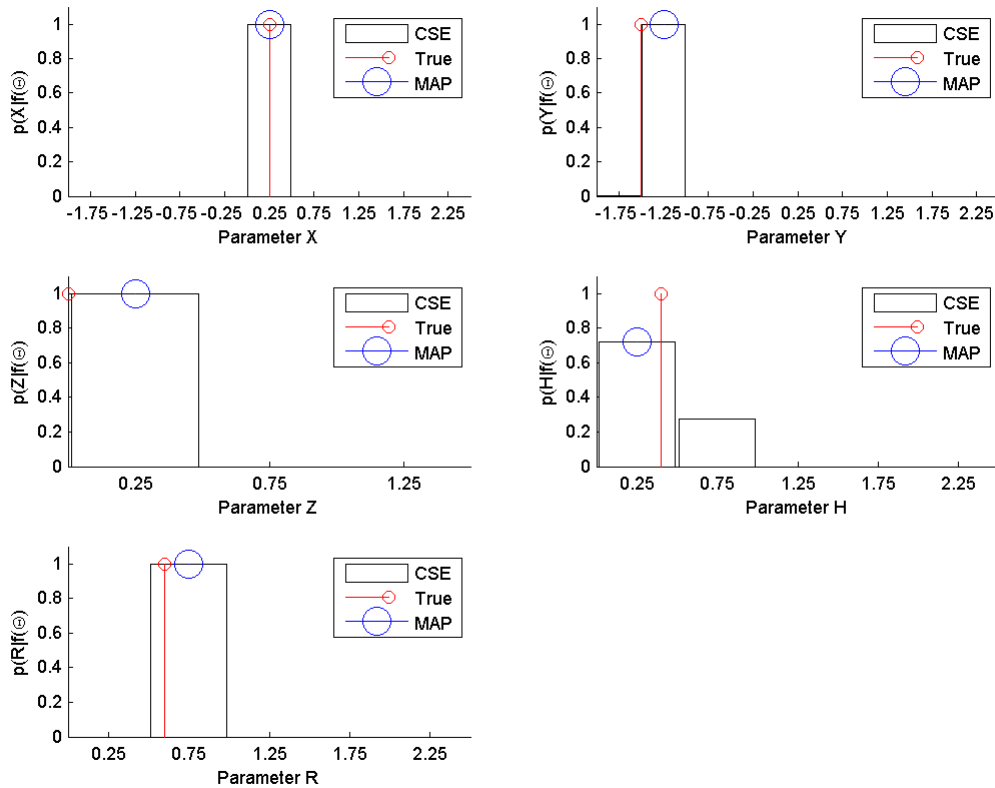 p(X|f(Θ)
1
0.8
0.6
0.4
0.2
0
-1.75 -1.25 -0.75 -0.25 0.25 0.75 1.25 1.75 2.25
Parameter X
CSE
True
MAP
p(Y|f(Θ)
1
0.8
0.6
0.4
0.2
0
-1.75 -1.25 -0.75 -0.25 0.25 0.75 1.25 1.75 2.25
Parameter Y
CSE
True
MAP
p(Z|f(Θ)
1
0.8
0.6
0.4
0.2
0
0.25 0.75 1.25
Parameter Z
CSE
True
MAP
p(H|f(Θ)
1
0.8
0.6
0.4
0.2
0
0.25 0.75 1.25 1.75 2.25
Parameter H
CSE
True
MAP
p(R|f(Θ)
1
0.8
0.6
0.4
0.2
0
0.25 0.75 1.25 1.75 2.25
Parameter R
CSE
True
MAP